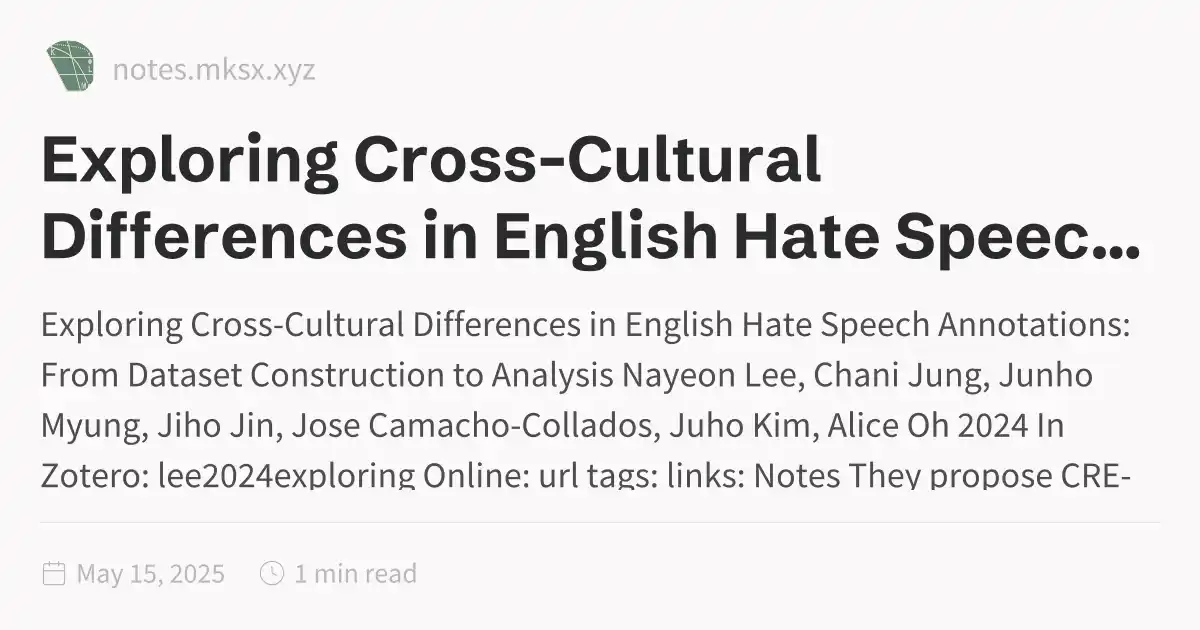 notes.mksx.xyz
Exploring Cross-Cultural
Differences in English Hate Speec...
Exploring Cross-Cultural Differences in English Hate Speech Annotations:
From Dataset Construction to Analysis Nayeon Lee, Chani Jung, Junho
Myung, Jiho Jin, Jose Camacho-Collados, Juho Kim, Alice Oh 2024 In
Zotero: lee2024exploring Online: url tags: links: Notes They propose CRE-
May 15, 2025
1 min read